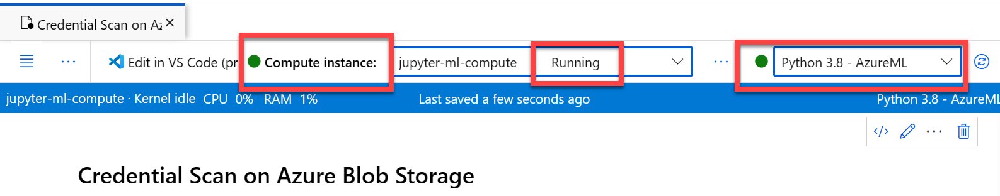 Credential Scan on Az
Edit in VS Code (pr Compute instance: jupyter-ml-compute Running Python 3.8 - AzureML
jupyter-ml-compute · Kernel idle CPU 0% RAM 1% Last saved a few seconds ago Python 3.8 - AzureML
Credential Scan on Azure Blob Storage